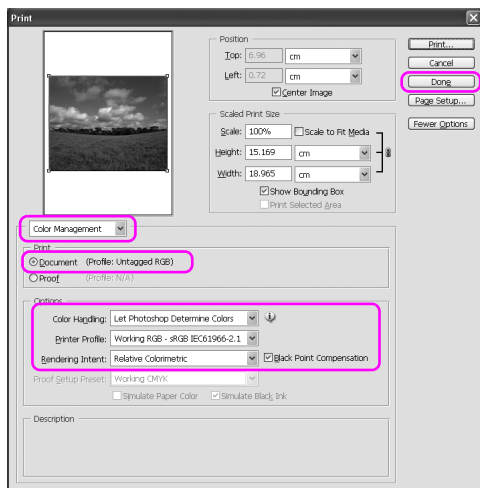 Print
Position
Top: 6.96 cm
Left: 0.72 cm
Center Image
Print...
Cancel
Done
Page Setup...
Fewer Options
Scaled Print Size
Scale: 100% Scale to Fit Media
Height: 15.169 cm
Width: 18.965 cm
Show Bounding Box
Print Selected Area
Color Management
Print
Document (Profile: Untagged RGB)
Proof (Profile: N/A)
Options
Color Handling: Let Photoshop Determine Colors
Printer Profile: Working RGB - sRGB IEC61966-2.1
Rendering Intent: Relative Colorimetric Black Point Compensation
Proof Setup Preset: Working CMYK
Simulate Paper Color Simulate Black Ink
Description